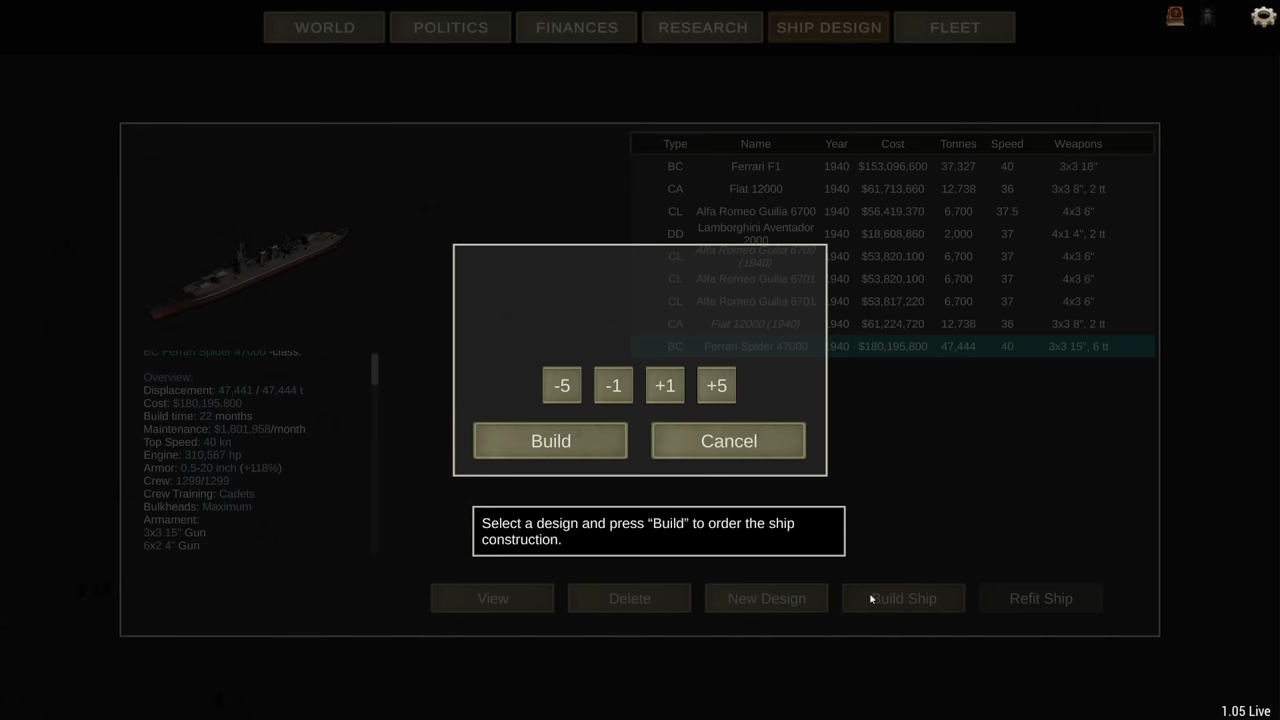 WORLD POLITICS FINANCES RESEARCH SHIP DESIGN FLEET
Type Name Year Cost Tonnes Speed Weapons
BC Ferrari F1 1940 $153,096,600 37,327 40 3x3 18"
CA Fiat 12000 1940 $61,713,660 12,738 36 3x3 8", 2 tt
CL Alfa Romeo Guilia 6700 1940 $56,419,370 6,700 37.5 4x3 6"
DD Lamborghini Aventador 2000 1940 $18,608,860 2,000 37 4x1 4", 2 tt
CL Alfa Romeo Guilia 6700 (1940) 1940 $53,820,100 6,700 37 4x3 6"
CL Alfa Romeo Guilia 6701 1940 $53,820,100 6,700 37 4x3 6"
CL Alfa Romeo Guilia 6701 1940 $53,817,220 6,700 37 4x3 6"
CA Fiat 12000 (1940) 1940 $61,224,720 12,738 36 3x3 8", 2 tt
BC Ferrari Spider 47000 1940 $180,195,800 47,444 40 3x3 15", 6 tt
BC Ferrari Spider 47000 -class.
Overview:
Displacement: 47,441 / 47,444 t
Cost: $180,195,800
Build time: 22 months
Maintenance: $1,801,958/month
Top Speed: 40 kn
Engine: 310,567 hp
Armor: 0.5-20 inch (+118%)
Crew: 1299/1299
Crew Training: Cadets
Bulkheads: Maximum
Armament:
3x3 15" Gun
6x2 4" Gun
-5 -1 +1 +5
Build Cancel
Select a design and press “Build” to order the ship
construction.
View Delete New Design Build Ship Refit Ship
1.05 Live